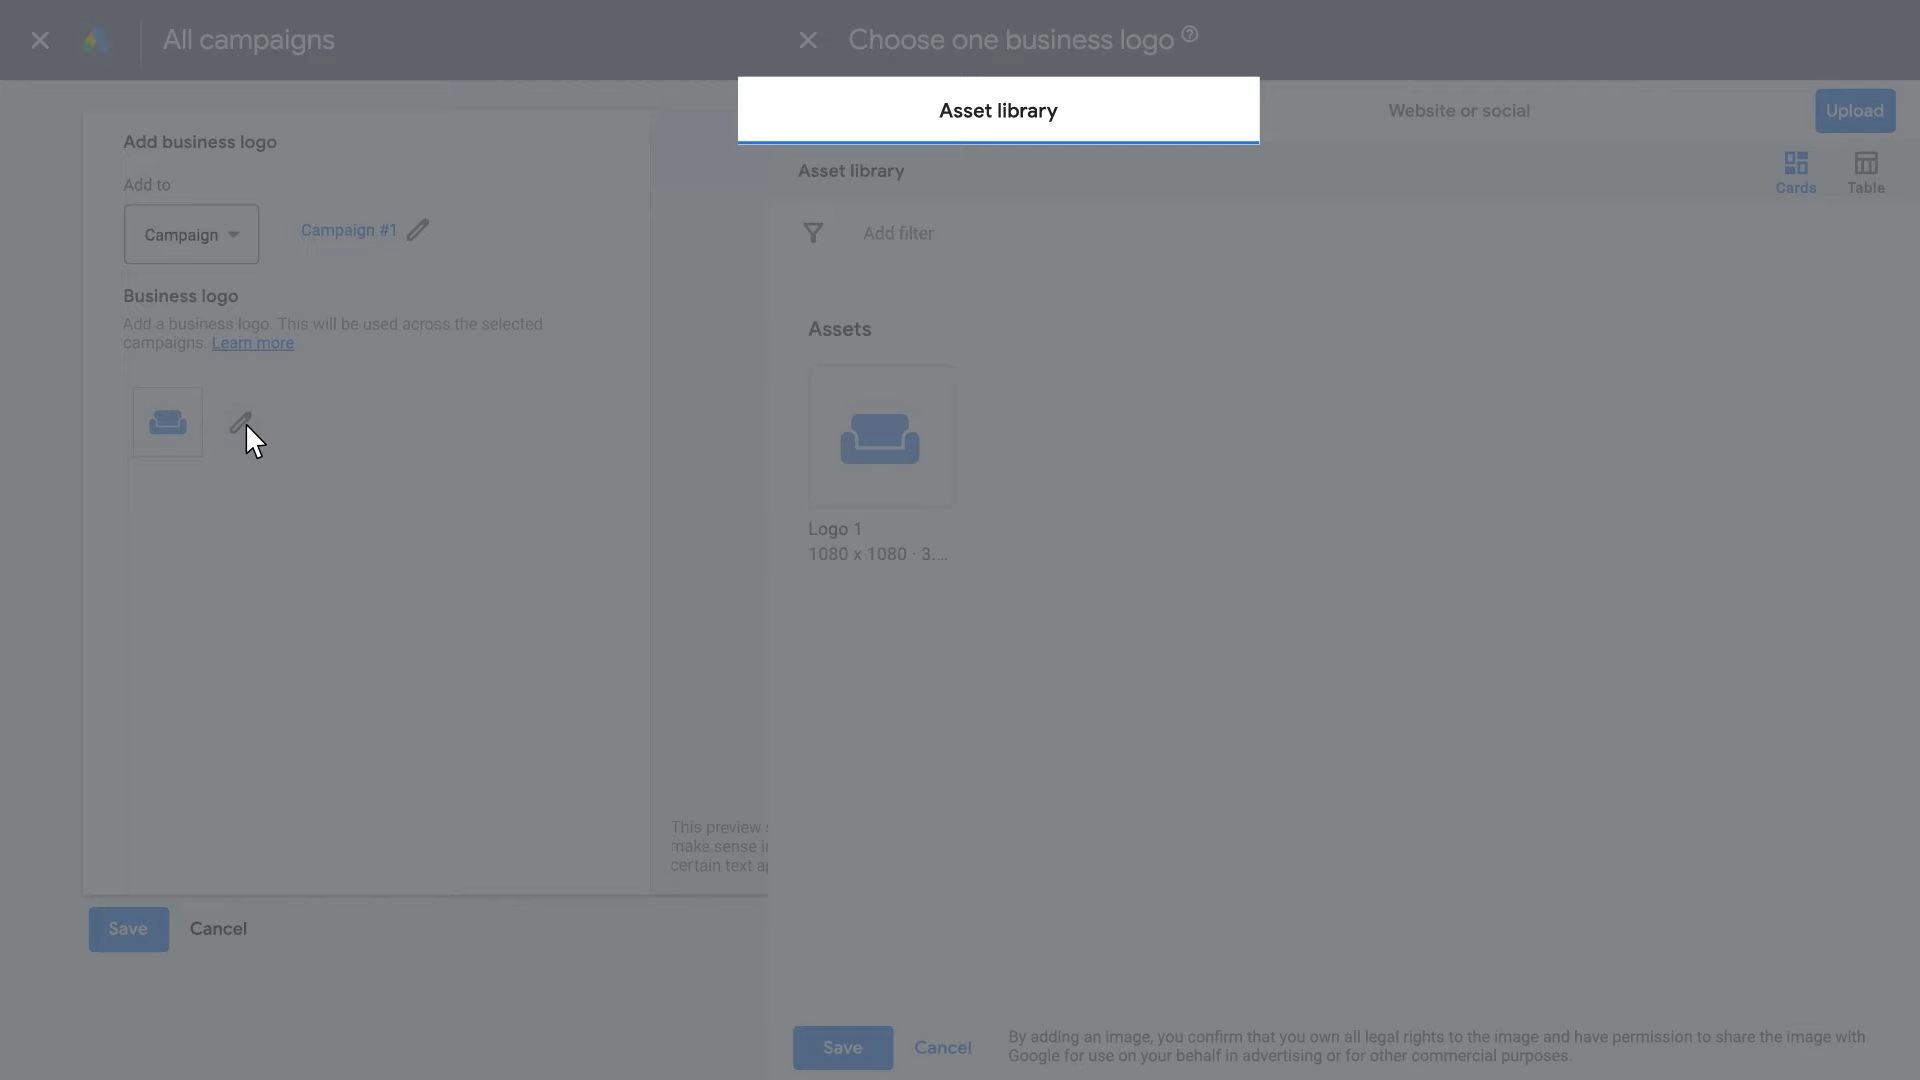 All campaigns
Choose one business logo
Asset library
Website or social
Upload
Add business logo
Asset library
Cards
Table
Add to
Campaign
Campaign #1
Add filter
Business logo
Add a business logo. This will be used across the selected
campaigns. Learn more
Assets
Logo 1
1080 x 1080 · 3....
This preview
make sense
certain text
Save
Cancel
Save
Cancel
By adding an image, you confirm that you own all legal rights to the image and have permission to share the image with
Google for use on your behalf in advertising or for other commercial purposes.